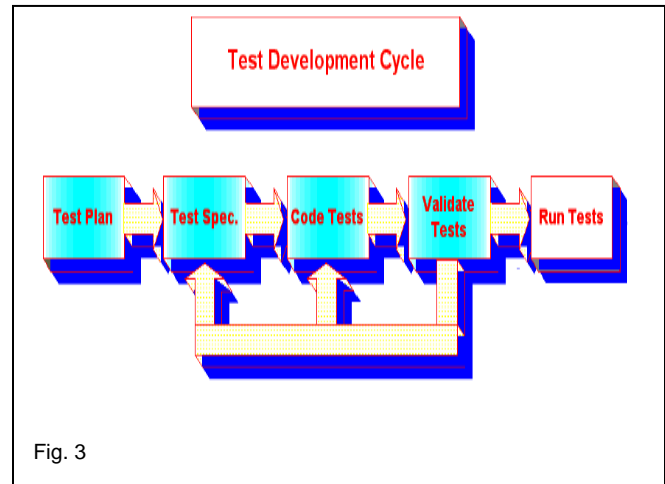 Test Development Cycle
Test Plan
Test Spec.
Code Tests
Validate
Tests
Run Tests
Fig. 3